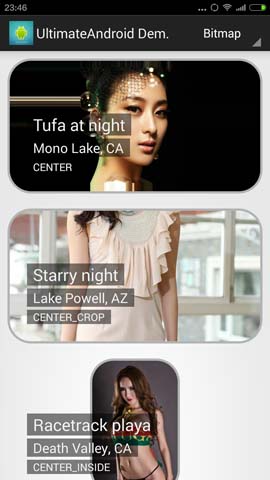 23:46
UltimateAndroid Dem. Bitmap
Tufa at night
Mono Lake, CA
CENTER
Starry night
Lake Powell, AZ
CENTER_CROP
Racetrack playa
Death Valley, CA
CENTER_INSIDE